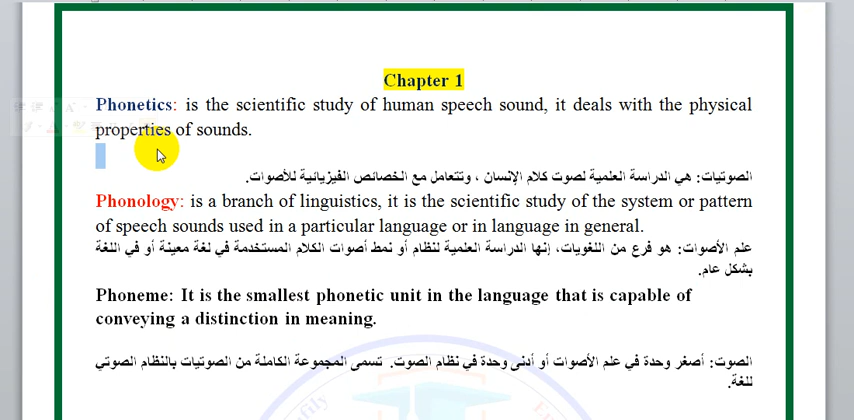 Chapter 1
Phonetics: is the scientific study of human speech sound, it deals with the physical
properties of sounds.
الصوتيات: هي الدراسة العلمية لصوت كلام الإنسان ، وتتعامل مع الخصائص الفيزيائية للأصوات.
Phonology: is a branch of linguistics, it is the scientific study of the system or pattern
of speech sounds used in a particular language or in language in general.
علم الأصوات: هو فرع من اللغويات، إنها الدراسة العلمية لنظام أو نمط أصوات الكلام المستخدمة في لغة معينة أو في اللغة
بشكل عام.
Phoneme: It is the smallest phonetic unit in the language that is capable of
conveying a distinction in meaning.
الصوت: أصغر وحدة في علم الأصوات أو أدنى وحدة في نظام الصوت. تسمى المجموعة الكاملة من الصوتيات بالنظام الصوتي
للغة.